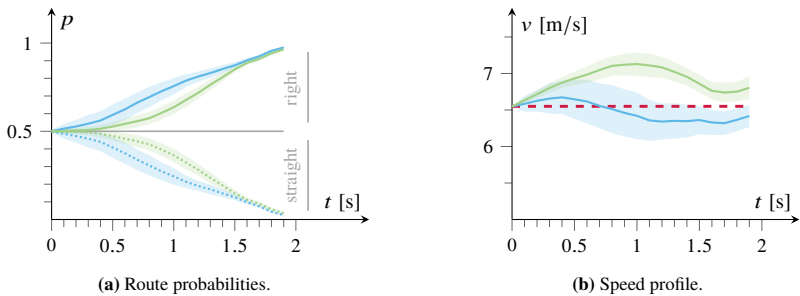 p
1
0.5
right
straight
t [s]
0 0.5 1 1.5 2
(a) Route probabilities.
v [m/s]
7
6
t [s]
0 0.5 1 1.5 2
(b) Speed profile.